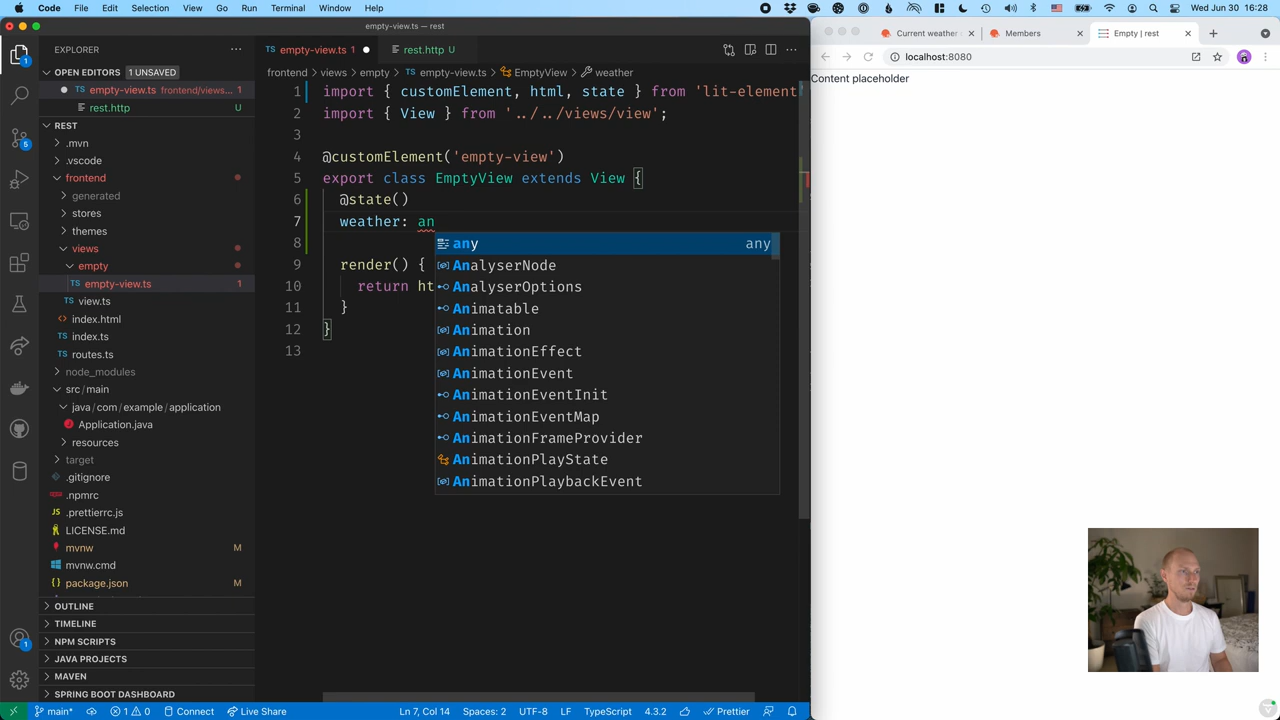 Code File Edit Selection View Go Run Terminal Window Help Wed Jun 30 16:28
empty-view.ts — rest
EXPLORER
OPEN EDITORS 1 UNSAVED
empty-view.ts frontend/views... 1
rest.http U
REST
.mvn
.vscode
frontend
generated
stores
themes
views
empty
empty-view.ts 1
view.ts
index.html
index.ts
routes.ts
node_modules
src/main
java/com/example/application
Application.java
resources
target
.gitignore
.npmrc
.prettierrc.js
LICENSE.md
mvnw M
mvnw.cmd
package.json M
OUTLINE
TIMELINE
NPM SCRIPTS
JAVA PROJECTS
MAVEN
SPRING BOOT DASHBOARD
empty-view.ts 1 rest.http U
frontend > views > empty > TS empty-view.ts > EmptyView > weather
1 import { customElement, html, state } from 'lit-element'
2 import { View } from '../../views/view';
3
4 @customElement('empty-view')
5 export class EmptyView extends View {
6 @state()
7 weather: an
8
9 render() {
10 return ht
11 }
12 }
13
any any
AnalyserNode
AnalyserOptions
Animatable
Animation
AnimationEffect
AnimationEvent
AnimationEventInit
AnimationEventMap
AnimationFrameProvider
AnimationPlayState
AnimationPlaybackEvent
Current weather Members Empty | rest
localhost:8080
Content placeholder
main* 1 0 Connect Live Share Ln 7, Col 14 Spaces: 2 UTF-8 LF TypeScript 4.3.2 Prettier